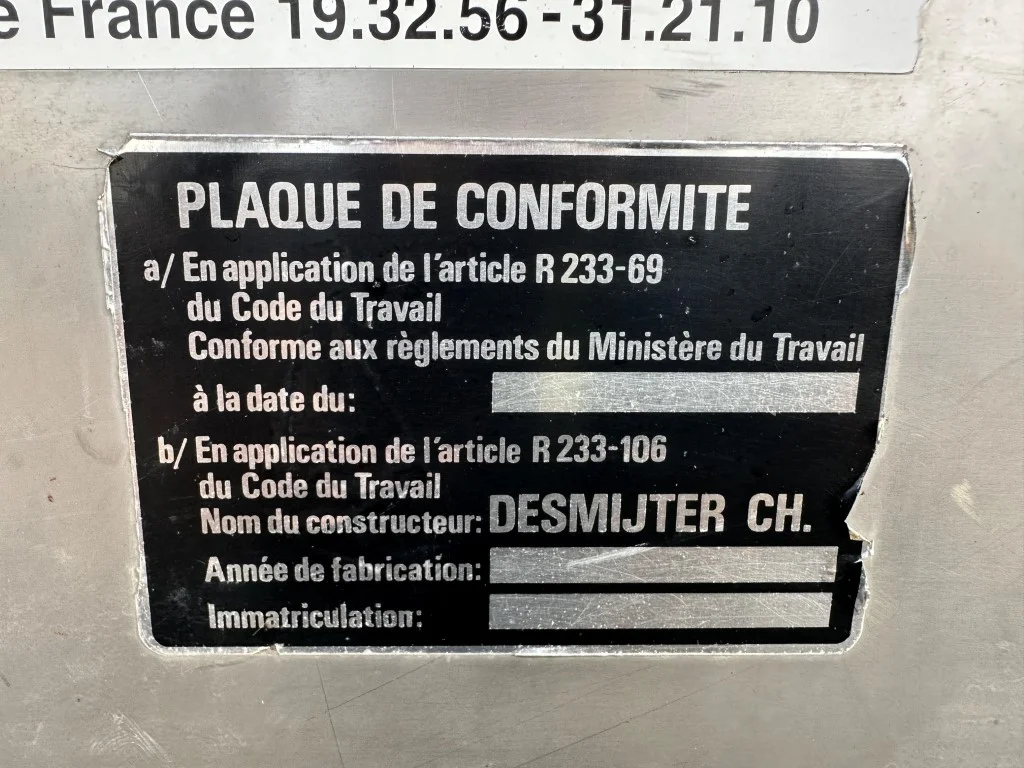 e France 19.32.56-31.21.10
PLAQUE DE CONFORMITE
a/ En application de l'article R 233-69
du Code du Travail
Conforme aux règlements du Ministère du Travail
à la date du:
b/ En application de l'article R 233-106
du Code du Travail
Nom du constructeur: DESMIJTER CH.
Année de fabrication:
Immatriculation: